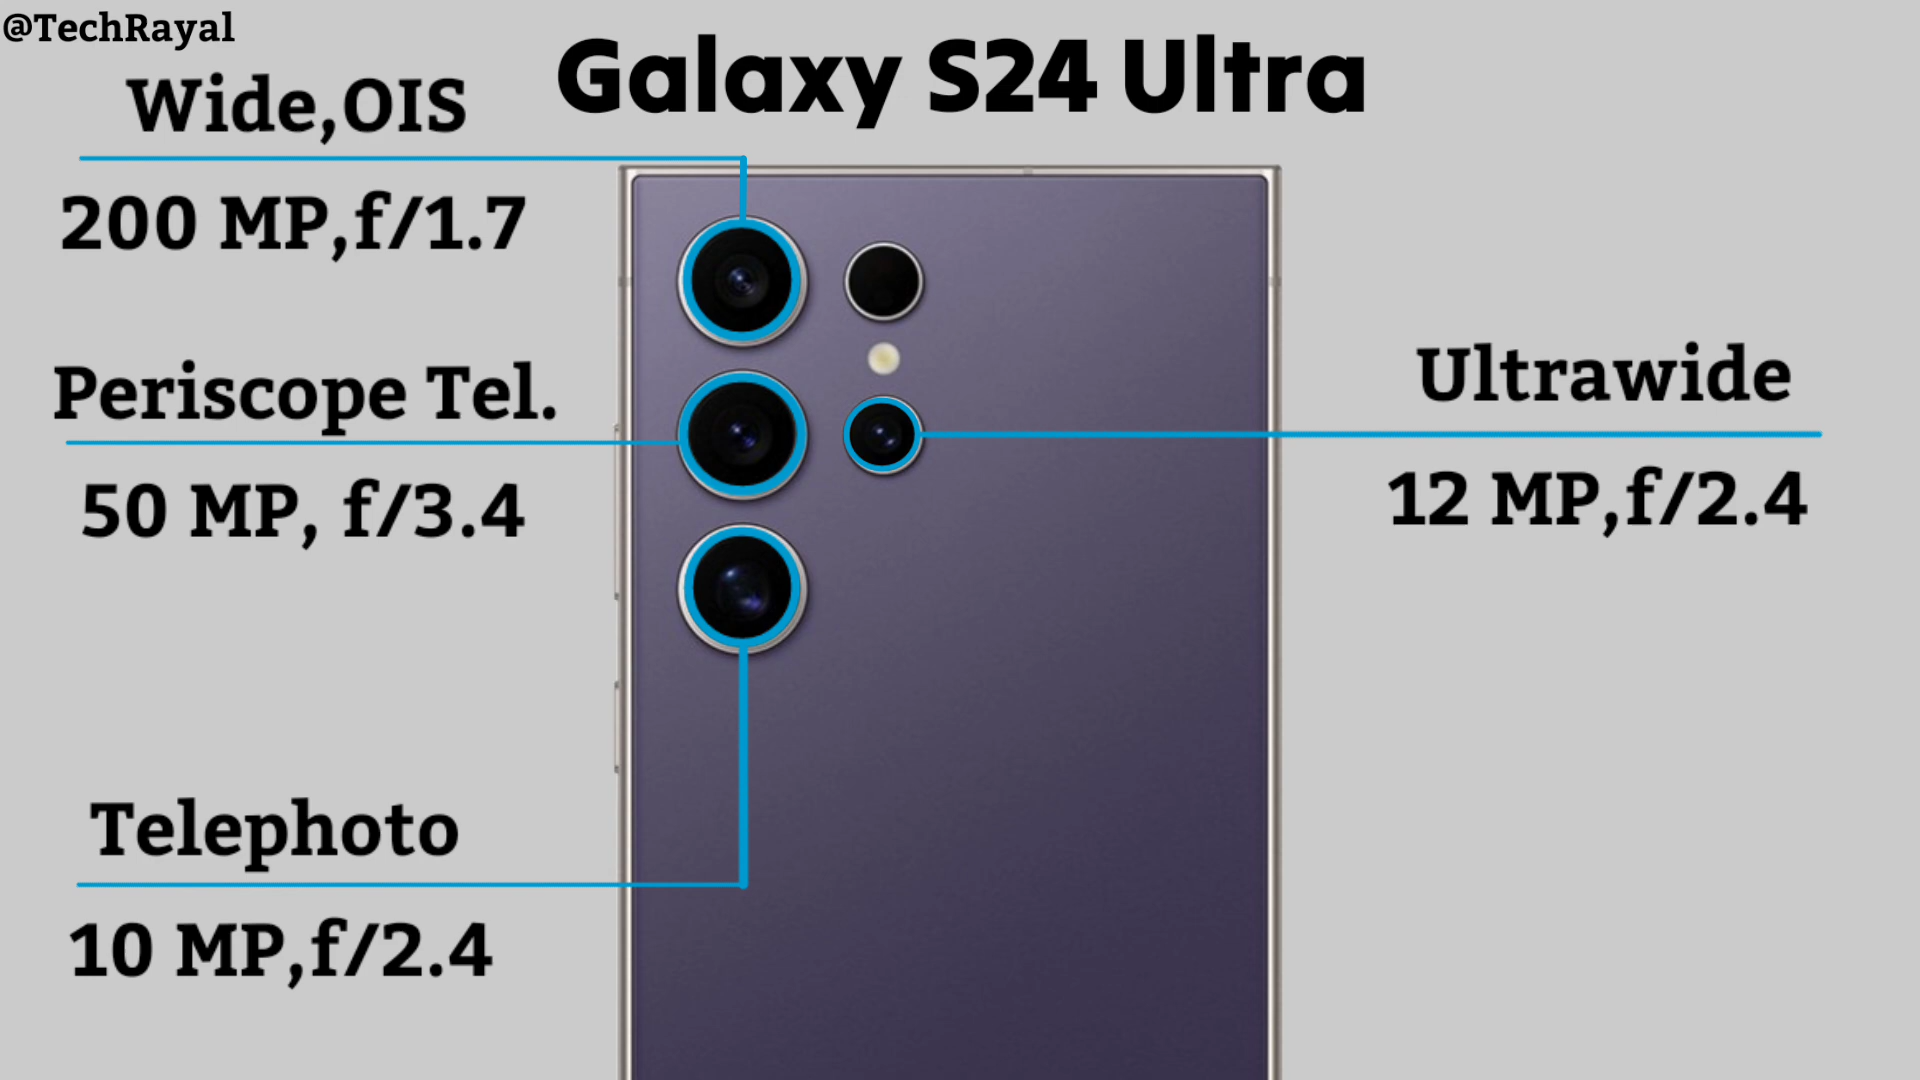 @TechRayal
Galaxy S24 Ultra
Wide,OIS
200 MP,f/1.7
Periscope Tel.
50 MP, f/3.4
Ultrawide
12 MP,f/2.4
Telephoto
10 MP,f/2.4